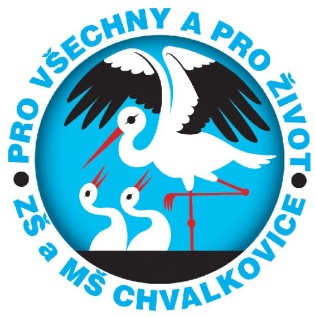 PRO VŠECHNY A PRO ŽIVOT
ZŠ a MŠ CHVALKOVICE